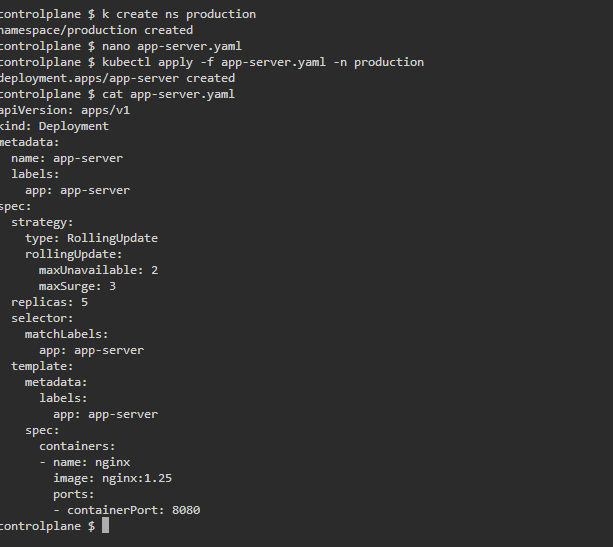 controlplane $ k create ns production
namespace/production created
controlplane $ nano app-server.yaml
controlplane $ kubectl apply -f app-server.yaml -n production
deployment.apps/app-server created
controlplane $ cat app-server.yaml
apiVersion: apps/v1
kind: Deployment
metadata:
  name: app-server
  labels:
    app: app-server
spec:
  strategy:
    type: RollingUpdate
    rollingUpdate:
      maxUnavailable: 2
      maxSurge: 3
  replicas: 5
  selector:
    matchLabels:
      app: app-server
  template:
    metadata:
      labels:
        app: app-server
    spec:
      containers:
      - name: nginx
        image: nginx:1.25
        ports:
        - containerPort: 8080
controlplane $